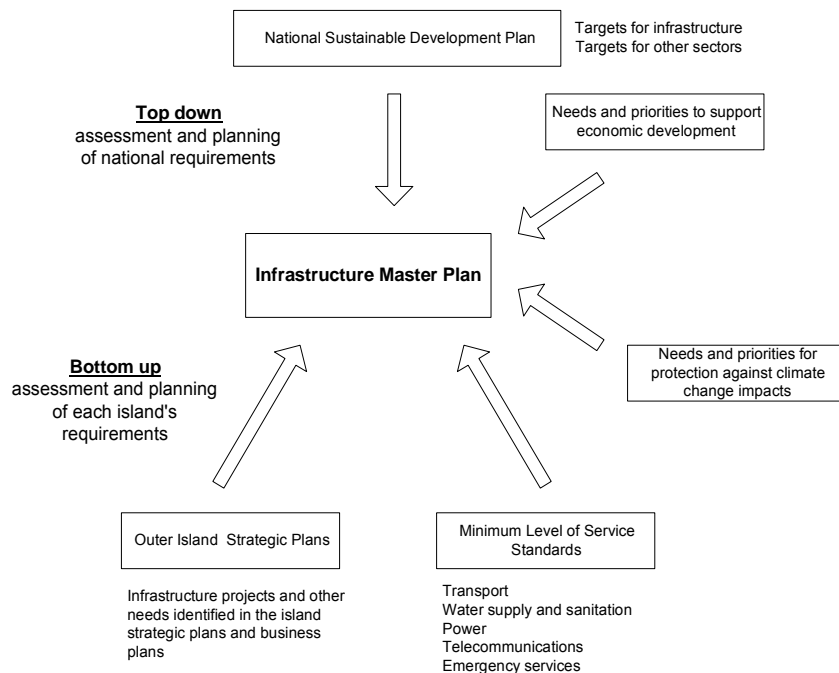 National Sustainable Development Plan
Targets for infrastructure
Targets for other sectors
Top down
assessment and planning
of national requirements
Needs and priorities to support
economic development
Infrastructure Master Plan
Bottom up
assessment and planning
of each island's
requirements
Needs and priorities for
protection against climate
change impacts
Outer Island Strategic Plans
Infrastructure projects and other
needs identified in the island
strategic plans and business
plans
Minimum Level of Service
Standards
Transport
Water supply and sanitation
Power
Telecommunications
Emergency services